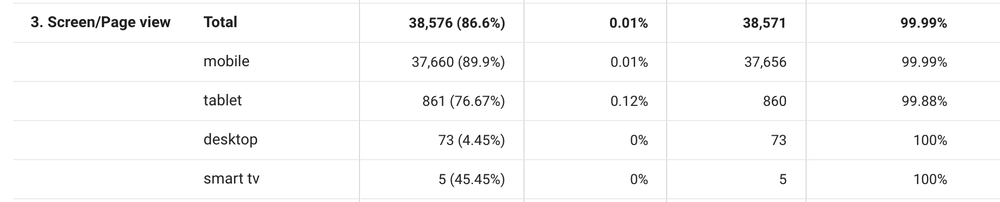 3. Screen/Page view Total 38,576 (86.6%) 0.01% 38,571 99.99%
mobile 37,660 (89.9%) 0.01% 37,656 99.99%
tablet 861 (76.67%) 0.12% 860 99.88%
desktop 73 (4.45%) 0% 73 100%
smart tv 5 (45.45%) 0% 5 100%